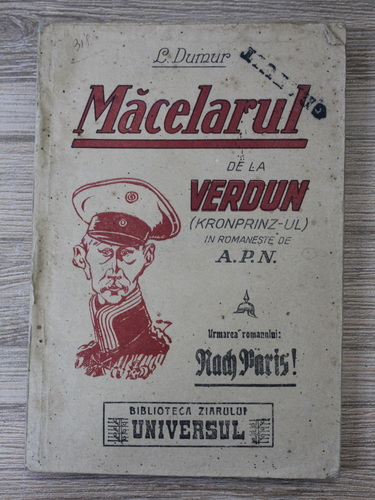 L. Dumur
Măcelarul
DE LA
VERDUN
(KRONPRINZ-UL)
IN ROMANEȘTE DE
A.P.N.
Urmarea romanului:
Nach Paris!
BIBLIOTECA ZIARULUI
UNIVERSUL